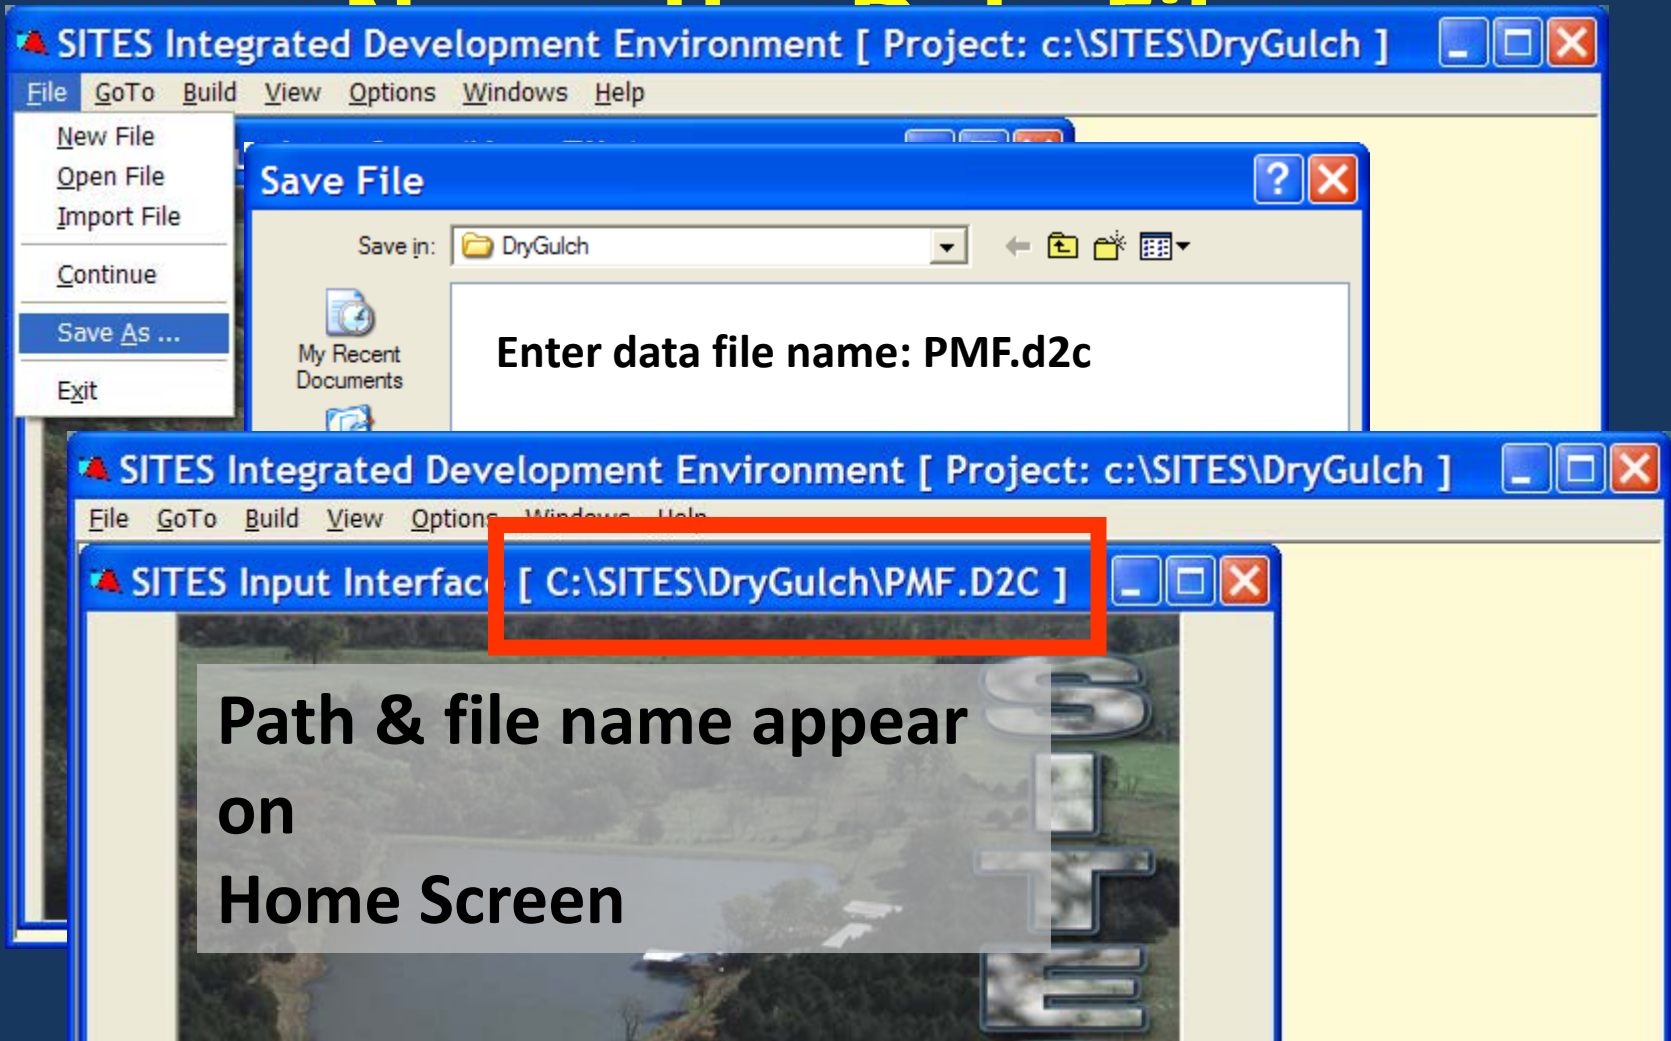 SITES Integrated Development Environment [ Project: c:\SITES\DryGulch ]
File GoTo Build View Options Windows Help
New File
Open File
Import File
Continue
Save As ...
Exit
Save File
Save in: DryGulch
My Recent
Documents
Enter data file name: PMF.d2c
SITES Integrated Development Environment [ Project: c:\SITES\DryGulch ]
File GoTo Build View Options Windows Help
SITES Input Interface [ C:\SITES\DryGulch\PMF.D2C ]
Path & file name appear
on
Home Screen
SITE